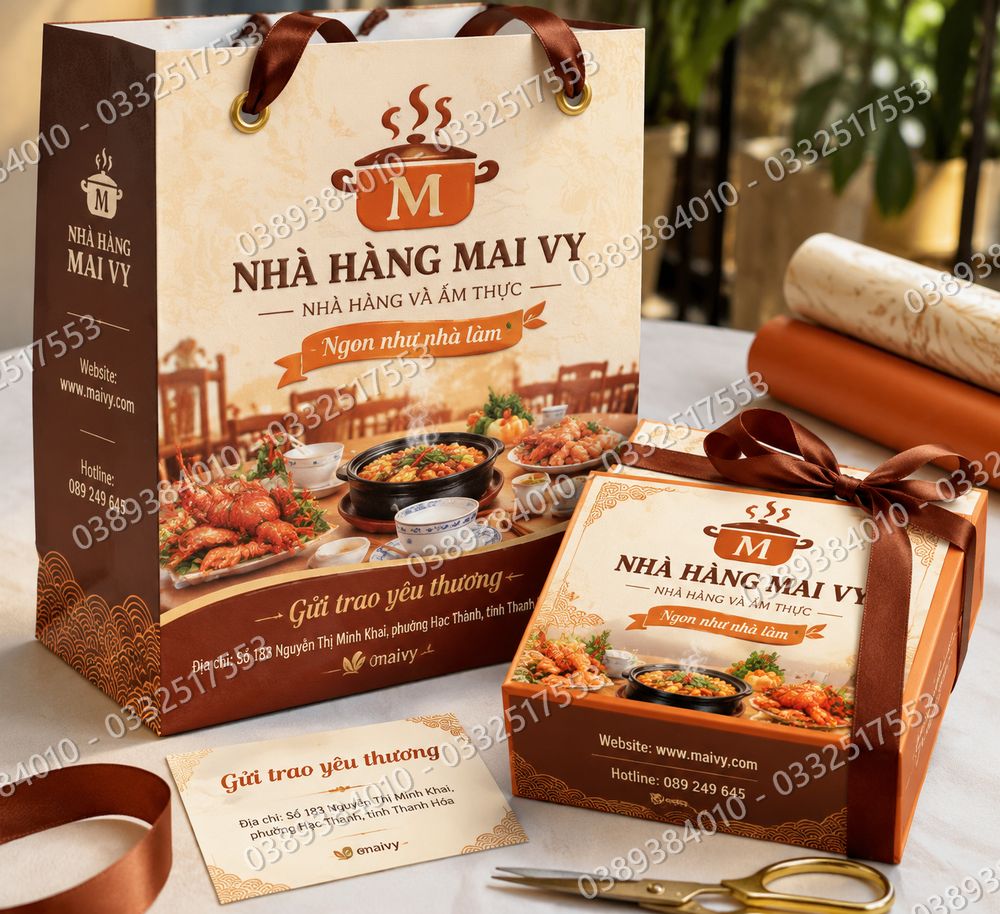 M
NHÀ HÀNG MAI VY
NHÀ HÀNG VÀ ẨM THỰC
Ngon như nhà làm
Gửi trao yêu thương
Địa chỉ: Số 183 Nguyễn Thị Minh Khai, phường Hạc Thành, tỉnh Thanh
maivy
M
NHÀ HÀNG
MAI VY
Website:
www.maivy.com
Hotline:
089 249 645
M
NHÀ HÀNG MAI VY
NHÀ HÀNG VÀ ẨM THỰC
Ngon như nhà làm
Website: www.maivy.com
Hotline: 089 249 645
Gửi trao yêu thương
Địa chỉ: Số 183 Nguyễn Thị Minh Khai,
phường Hạc Thành, tỉnh Thanh Hóa
maivy
0389384010 - 0332517553